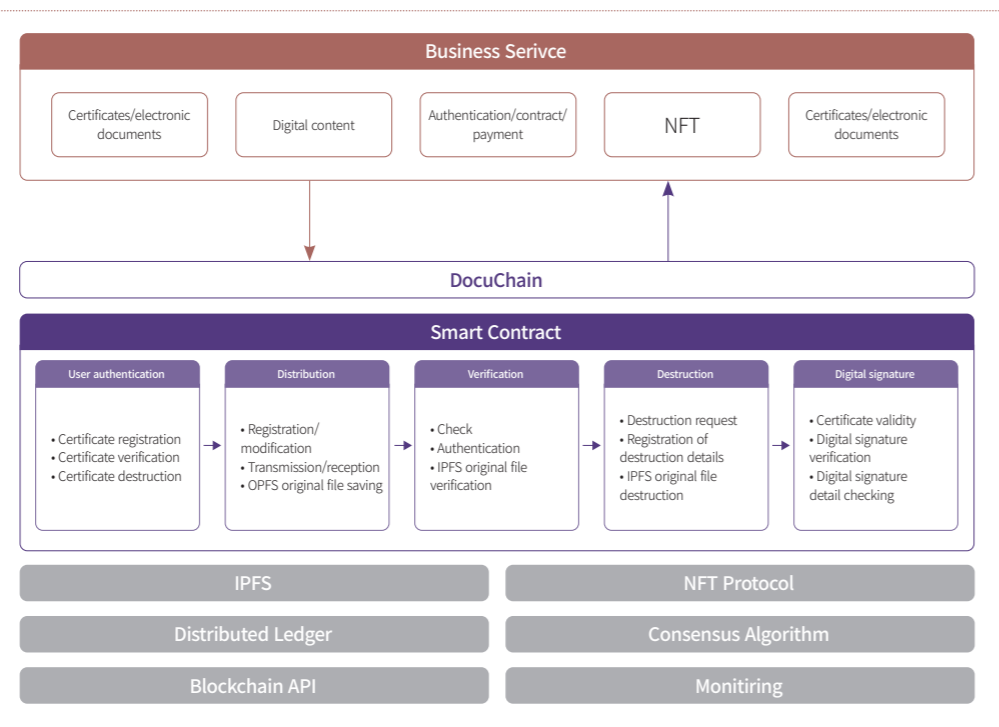 Business Serivce
Certificates/electronic
documents
Digital content
Authentication/contract/
payment
NFT
Certificates/electronic
documents
DocuChain
Smart Contract
User authentication
• Certificate registration
• Certificate verification
• Certificate destruction
Distribution
• Registration/
modification
• Transmission/reception
• OPFS original file saving
Verification
• Check
• Authentication
• IPFS original file
verification
Destruction
• Destruction request
• Registration of
destruction details
• IPFS original file
destruction
Digital signature
• Certificate validity
• Digital signature
verification
• Digital signature
detail checking
IPFS
NFT Protocol
Distributed Ledger
Consensus Algorithm
Blockchain API
Monitiring